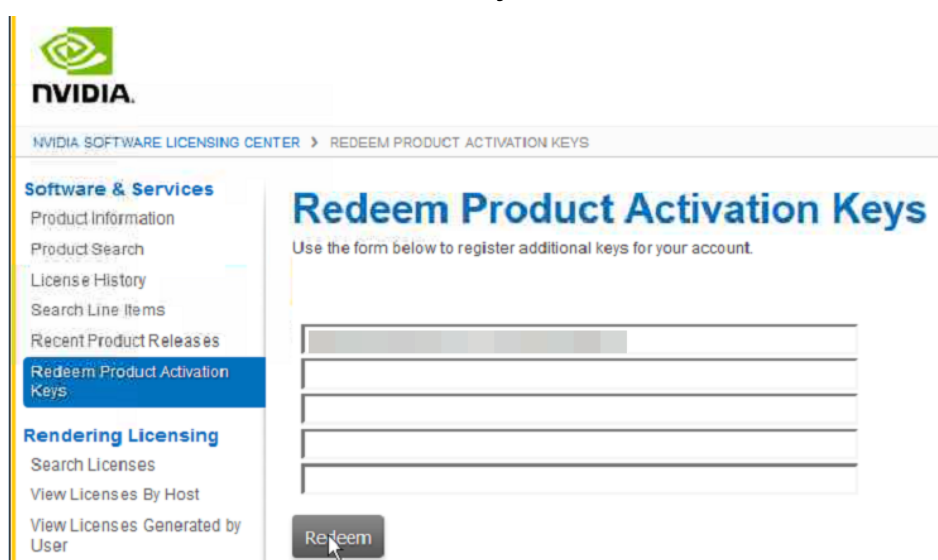 NVIDIA.
NVIDIA SOFTWARE LICENSING CENTER > REDEEM PRODUCT ACTIVATION KEYS
Software & Services
Product Information
Product Search
License History
Search Line Items
Recent Product Releases
Redeem Product Activation
Keys
Rendering Licensing
Search Licenses
View Licenses By Host
View Licenses Generated by
User
Redeem Product Activation Keys
Use the form below to register additional keys for your account.
Redeem